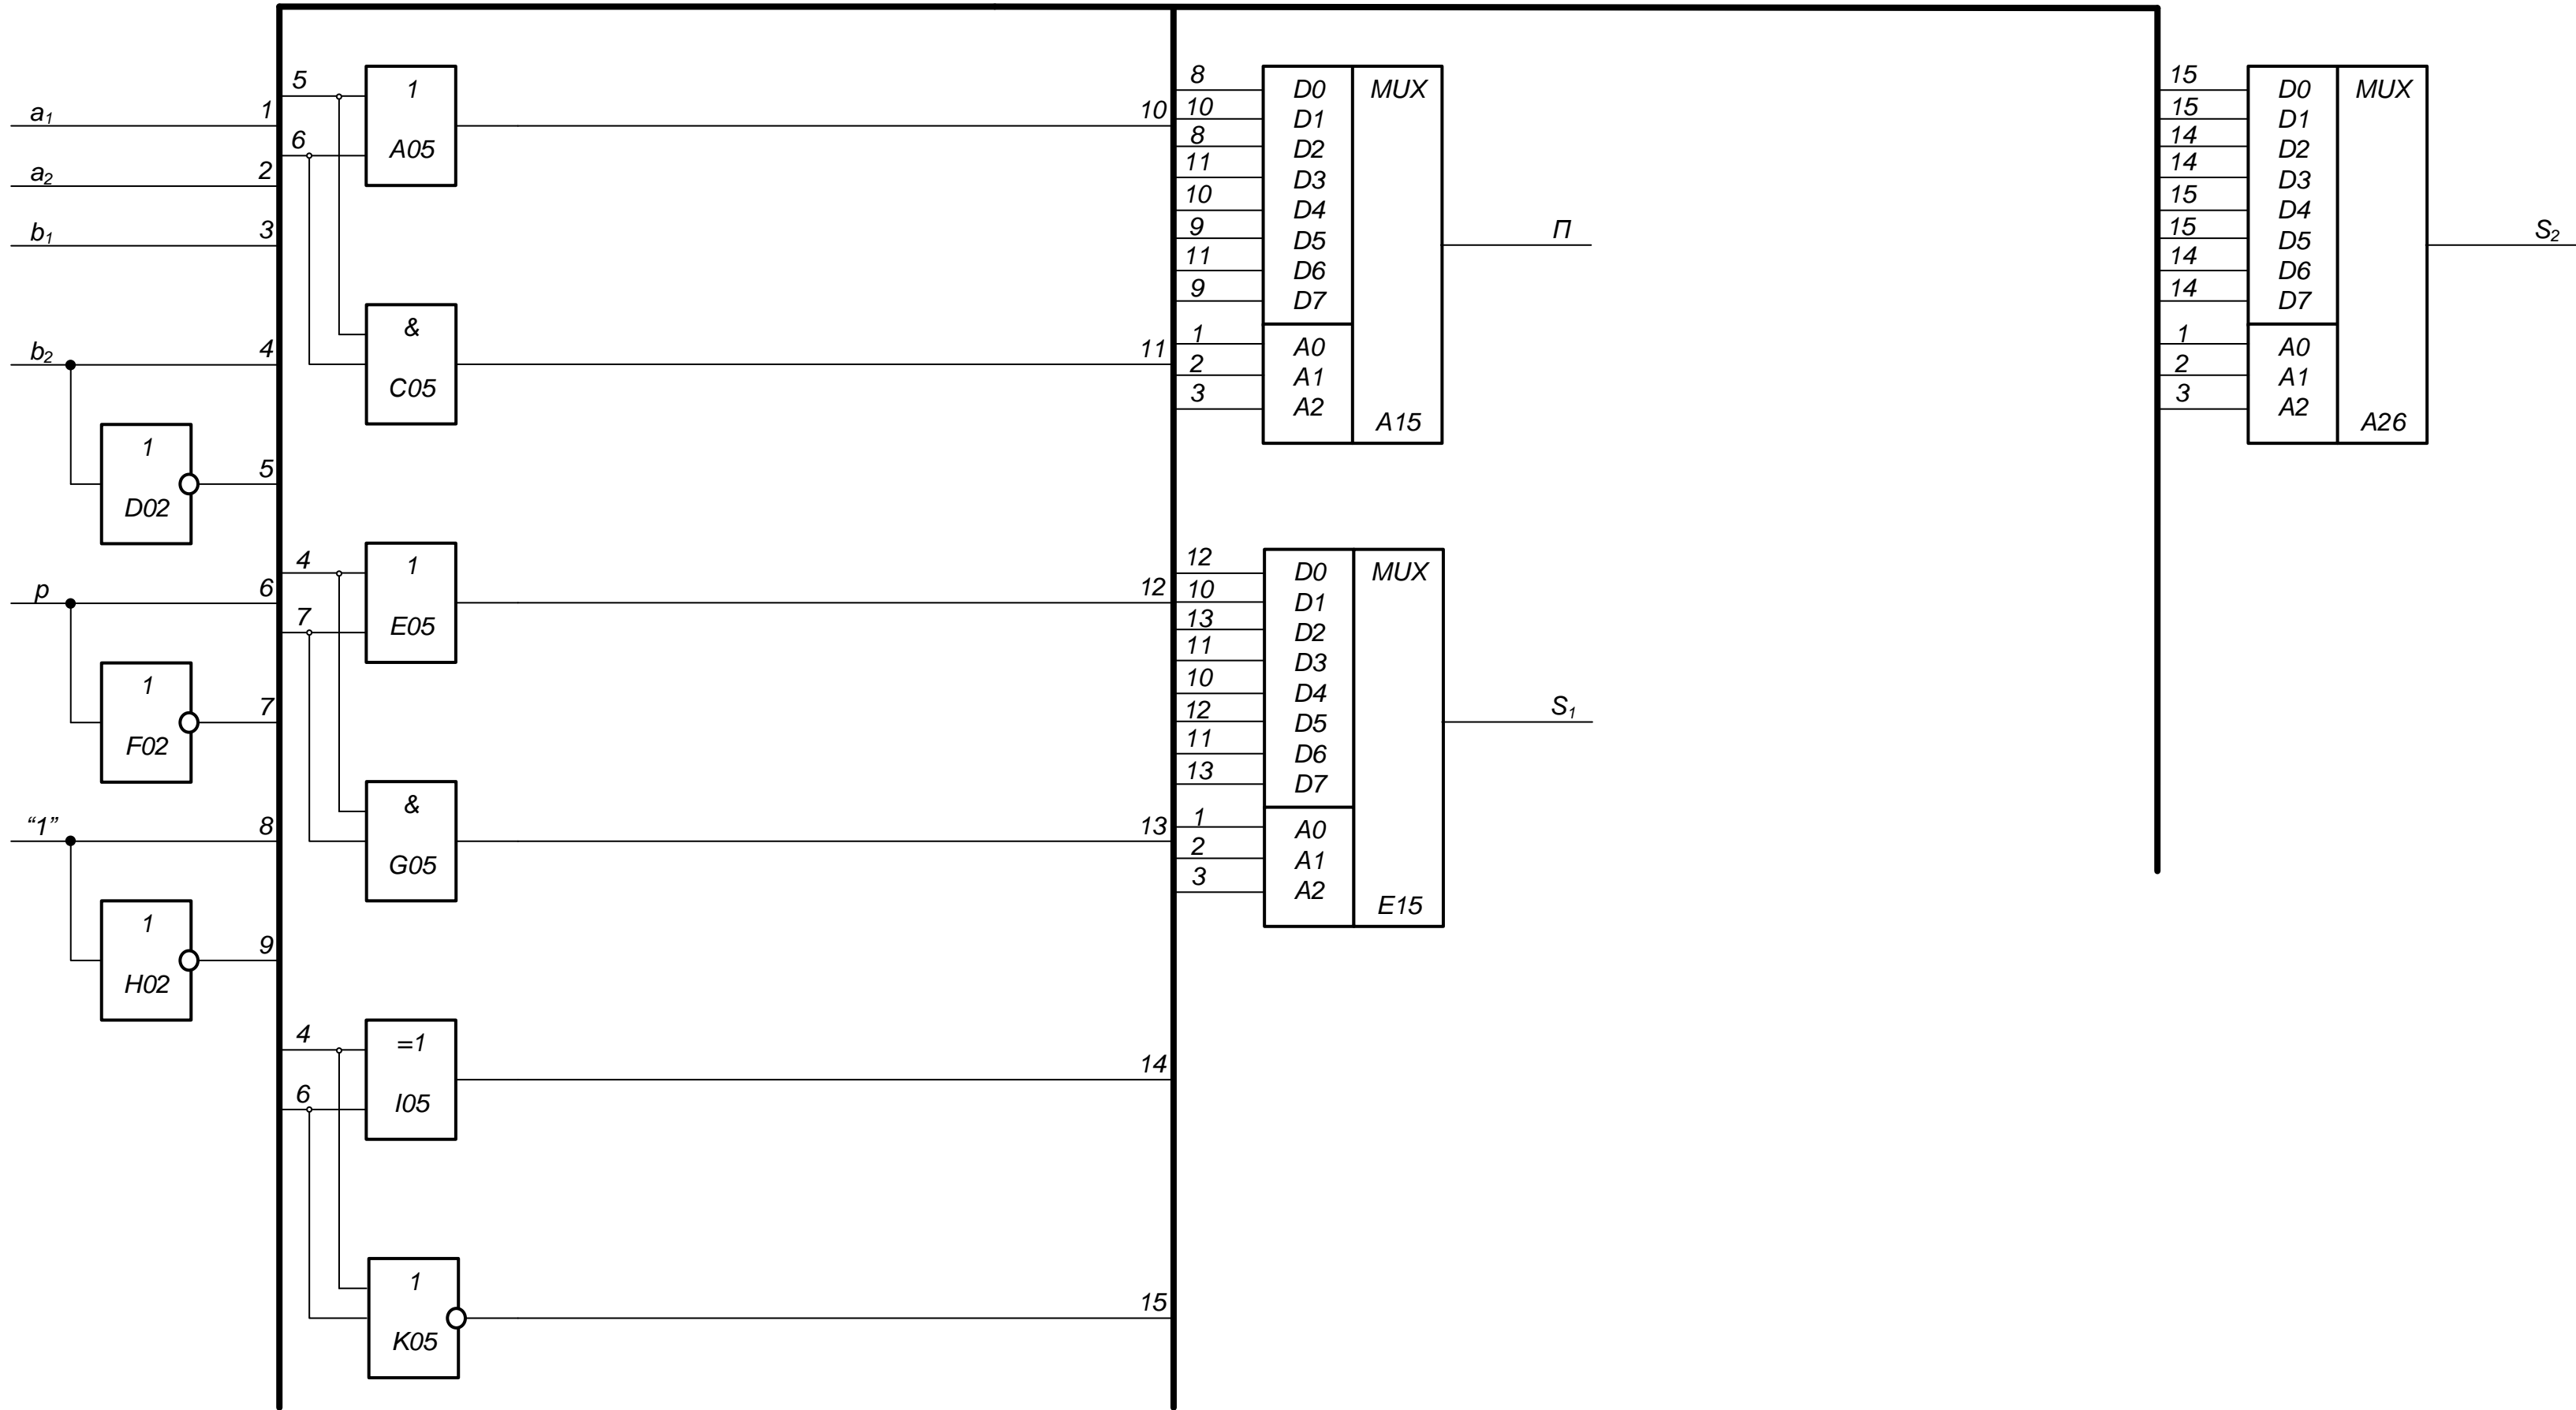 a₁
1
a₂
2
b₁
3
b₂
4
1
D02
5
p
6
1
F02
7
"1"
8
1
H02
9
5
6
1
A05
10
&
C05
11
4
7
1
E05
12
&
G05
13
4
6
=1
I05
14
1
K05
15
8 D0 MUX
10 D1
8 D2
11 D3
10 D4
9 D5
11 D6
9 D7
1 A0
2 A1
3 A2
A15
П
12 D0 MUX
10 D1
13 D2
11 D3
10 D4
12 D5
11 D6
13 D7
1 A0
2 A1
3 A2
E15
S₁
15 D0 MUX
15 D1
14 D2
14 D3
15 D4
15 D5
14 D6
14 D7
1 A0
2 A1
3 A2
A26
S₂